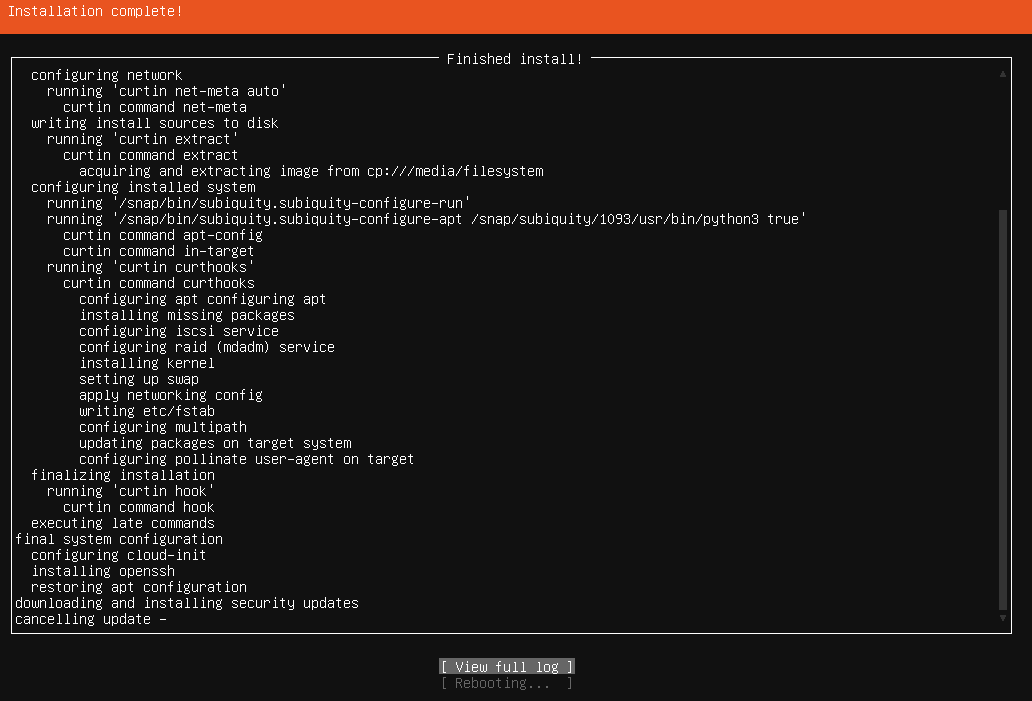 Installation complete!
Finished install!
configuring network
running 'curtin net-meta auto'
curtin command net-meta
writing install sources to disk
running 'curtin extract'
curtin command extract
acquiring and extracting image from cp:///media/filesystem
configuring installed system
running '/snap/bin/subiquity.subiquity-configure-run'
running '/snap/bin/subiquity.subiquity-configure-apt /snap/subiquity/1093/usr/bin/python3 true'
curtin command apt-config
curtin command in-target
running 'curtin curthooks'
curtin command curthooks
configuring apt configuring apt
installing missing packages
configuring iscsi service
configuring raid (mdadm) service
installing kernel
setting up swap
apply networking config
writing etc/fstab
configuring multipath
updating packages on target system
configuring pollinate user-agent on target
finalizing installation
running 'curtin hook'
curtin command hook
executing late commands
final system configuration
configuring cloud-init
installing openssh
restoring apt configuration
downloading and installing security updates
cancelling update -
[ View full log ]
[ Rebooting... ]